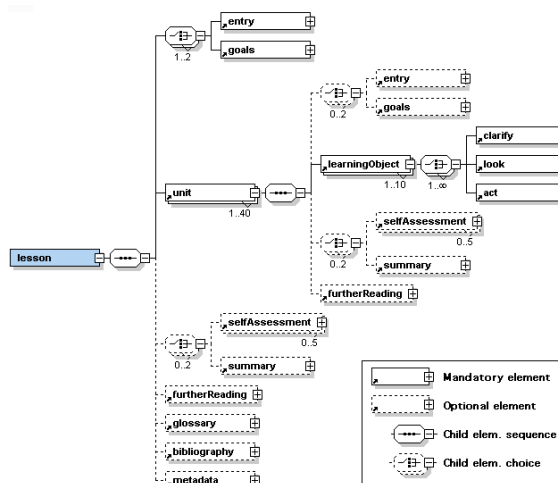 entry
1..2
goals
entry
0..2
goals
clarify
learningObject
look
1..10
1..∞
unit
act
1..40
selfAssessment
0..5
0..2
summary
lesson
furtherReading
selfAssessment
0..5
0..2
summary
furtherReading
glossary
bibliography
metadata
Mandatory element
Optional element
Child elem. sequence
Child elem. choice